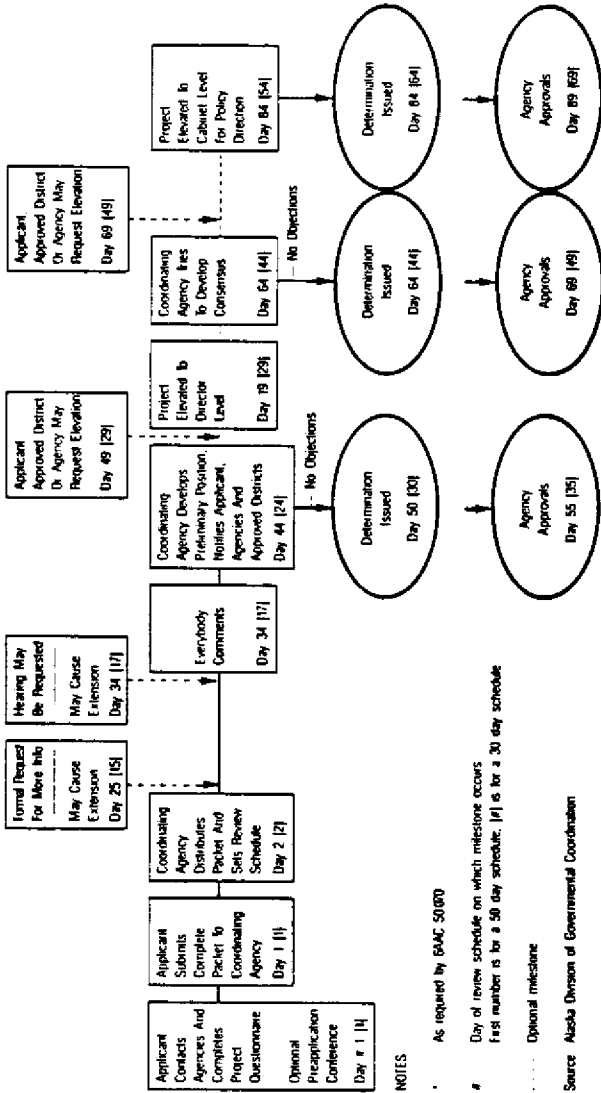 Formal Request
For More Info
May Cause
Extension
Day 25 [15]
Hearing May
Be Requested
May Cause
Extension
Day 34 [17]
Applicant
Approved District
Or Agency May
Request Elevation
Day 49 [29]
Applicant
Approved District
Or Agency May
Request Elevation
Day 69 [49]
Applicant
Contacts
Agencies And
Completes
Project
Questionnaire
Optional
Preapplication
Conference
Day # 1 [1]
Applicant
Submits
Complete
Packet To
Coordinating
Agency
Day 1 [1]
Coordinating
Agency
Distributes
Packet And
Sets Review
Schedule
Day 2 [2]
Everybody
Comments
Day 34 [17]
Coordinating
Agency Develops
Preliminary Position,
Notifies Applicant,
Agencies And
Approved Districts
Day 44 [24]
Project
Elevated To
Director
Level
Day 19 [29]
Coordinating
Agency Tries
To Develop
Consensus
Day 64 [44]
Project
Elevated To
Cabinet Level
For Policy
Direction
Day 84 [54]
No Objections
No Objections
Determination
Issued
Day 50 [30]
Determination
Issued
Day 64 [44]
Determination
Issued
Day 84 [64]
Agency
Approvals
Day 55 [35]
Agency
Approvals
Day 69 [49]
Agency
Approvals
Day 89 [69]
NOTES
* As required by 6AAC 50.070
# Day of review schedule on which milestone occurs
First number is for a 50 day schedule, [#] is for a 30 day schedule
..... Optional milestone
Source Alaska Division of Governmental Coordination